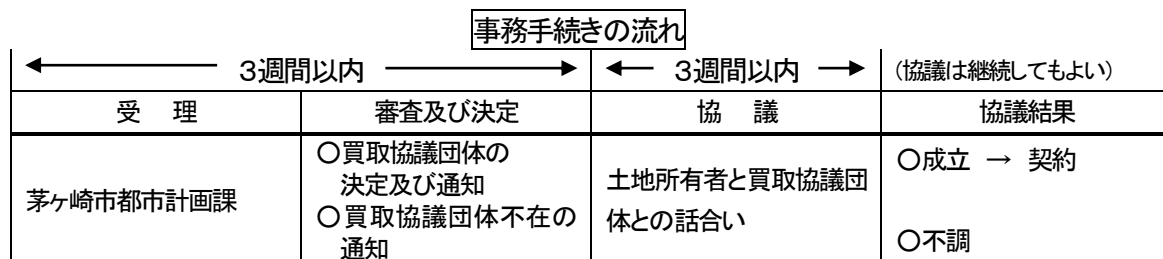 事務手続きの流れ
3週間以内
3週間以内
(協議は継続してもよい)
受 理
審査及び決定
協 議
協議結果
茅ヶ崎市都市計画課
〇買取協議団体の
決定及び通知
〇買取協議団体不在の
通知
土地所有者と買取協議団
体との話合い
〇成立 → 契約
〇不調